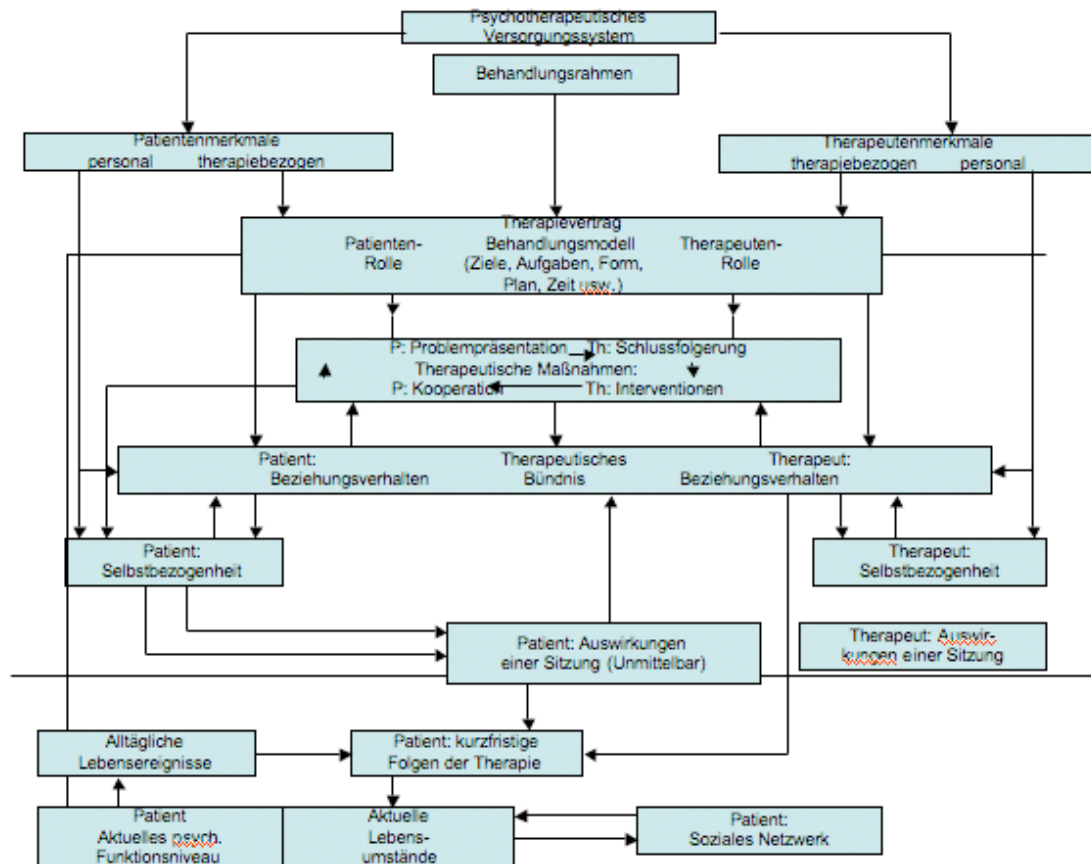 Psychotherapeutisches
Versorgungssystem
Behandlungsrahmen
Patientenmerkmale
personal therapiebezogen
Therapeutenmerkmale
therapiebezogen personal
Therapievertrag
Patienten- Behandlungsmodell Therapeuten-
Rolle (Ziele, Aufgaben, Form, Rolle
Plan, Zeit usw.)
P: Problempräsentation Th: Schlussfolgerung
Therapeutische Maßnahmen:
P: Kooperation Th: Interventionen
Patient: Therapeutisches Therapeut:
Beziehungsverhalten Bündnis Beziehungsverhalten
Patient:
Selbstbezogenheit
Therapeut:
Selbstbezogenheit
Patient: Auswirkungen
einer Sitzung (Unmittelbar)
Therapeut: Auswir-
kungen einer Sitzung
Alltägliche
Lebensereignisse
Patient: kurzfristige
Folgen der Therapie
Patient
Aktuelles psych.
Funktionsniveau
Aktuelle
Lebens-
umstände
Patient:
Soziales Netzwerk